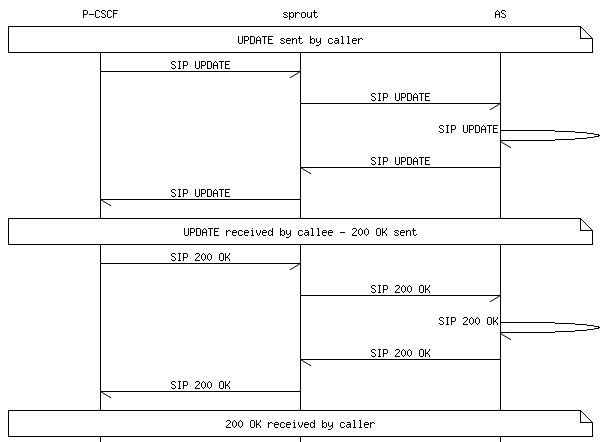 P-CSCF sprout AS
UPDATE sent by caller
SIP UPDATE
SIP UPDATE
SIP UPDATE
SIP UPDATE
SIP UPDATE
UPDATE received by callee - 200 OK sent
SIP 200 OK
SIP 200 OK
SIP 200 OK
SIP 200 OK
SIP 200 OK
200 OK received by caller